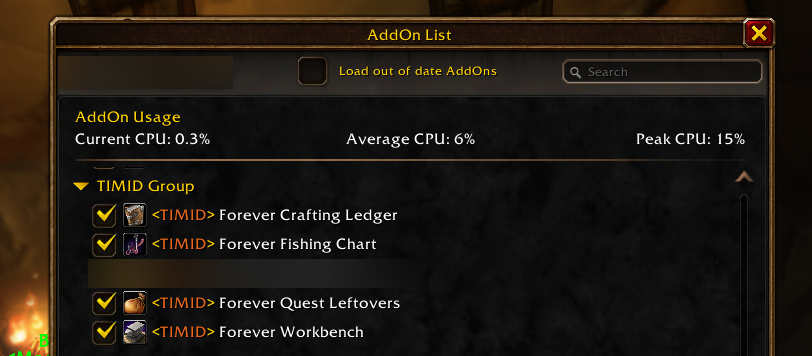 AddOn List
Load out of date AddOns
Search
AddOn Usage
Current CPU: 0.3% Average CPU: 6% Peak CPU: 15%
TIMID Group
<TIMID> Forever Crafting Ledger
<TIMID> Forever Fishing Chart
<TIMID> Forever Quest Leftovers
<TIMID> Forever Workbench